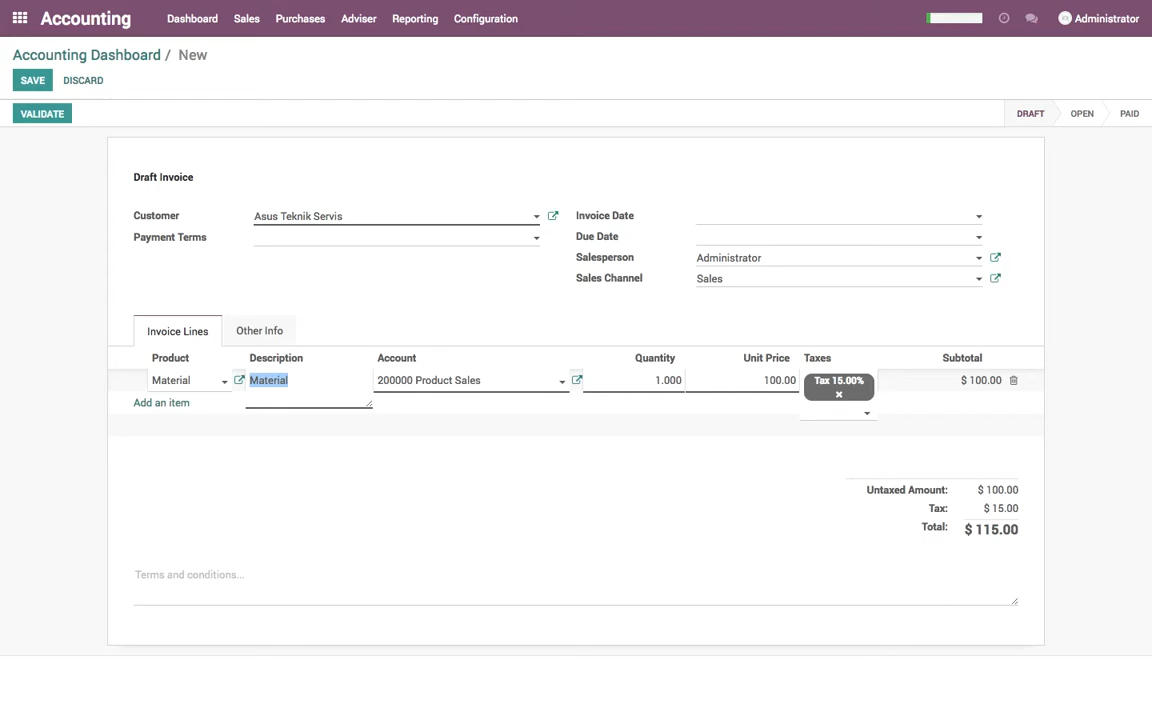 Accounting Dashboard Sales Purchases Adviser Reporting Configuration Administrator
Accounting Dashboard / New
SAVE DISCARD
VALIDATE DRAFT OPEN PAID
Draft Invoice
Customer Asus Teknik Servis Invoice Date
Payment Terms Due Date
Salesperson Administrator
Sales Channel Sales
Invoice Lines Other Info
Product Description Account Quantity Unit Price Taxes Subtotal
Material Material 200000 Product Sales 1.000 100.00 Tax 15.00% $ 100.00
Add an item
Untaxed Amount: $ 100.00
Tax: $ 15.00
Total: $ 115.00
Terms and conditions...